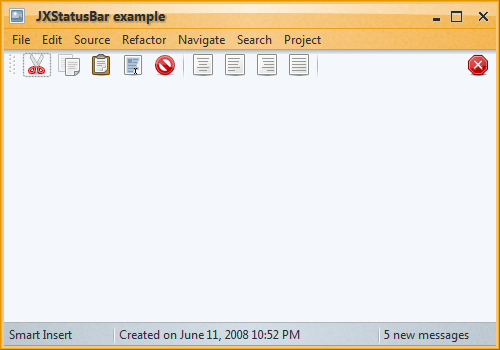 JXStatusBar example
File Edit Source Refactor Navigate Search Project
Smart Insert Created on June 11, 2008 10:52 PM 5 new messages